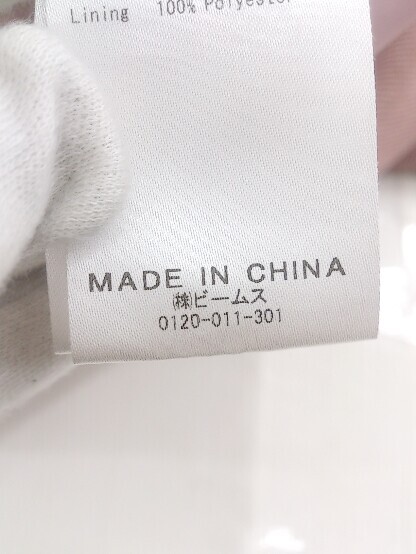 Lining 100% Polyester
MADE IN CHINA
㈱ビームス
0120-011-301